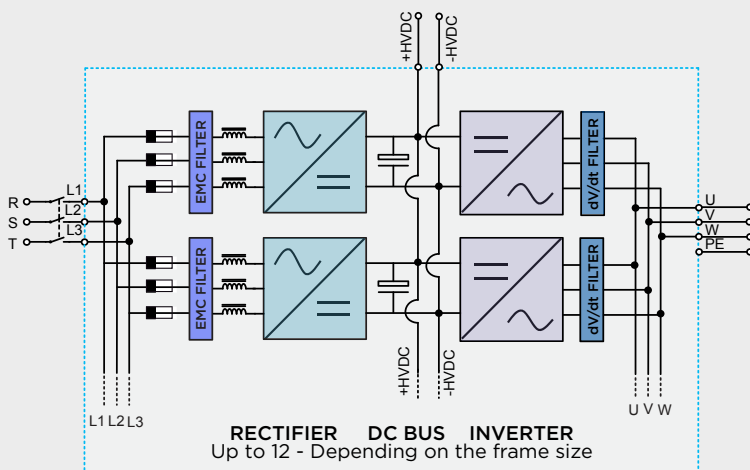 +HVDC
-HVDC
EMC FILTER
dV/dt FILTER
R
L1
S
L2
T
L3
U
V
W
PE
EMC FILTER
dV/dt FILTER
+HVDC
-HVDC
L1 L2 L3
U V W
RECTIFIER DC BUS INVERTER
Up to 12 - Depending on the frame size